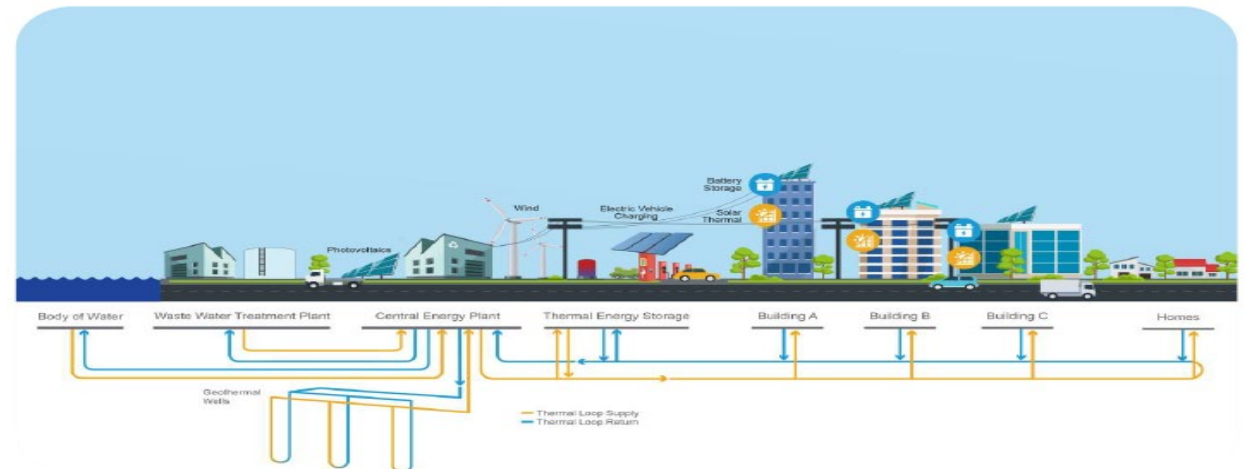 Battery
Storage
Wind
Electric Vehicle
Charging
Solar
Thermal
Photovoltaics
Body of Water
Waste Water Treatment Plant
Central Energy Plant
Thermal Energy Storage
Building A
Building B
Building C
Homes
Geothermal
Wells
Thermal Loop Supply
Thermal Loop Return